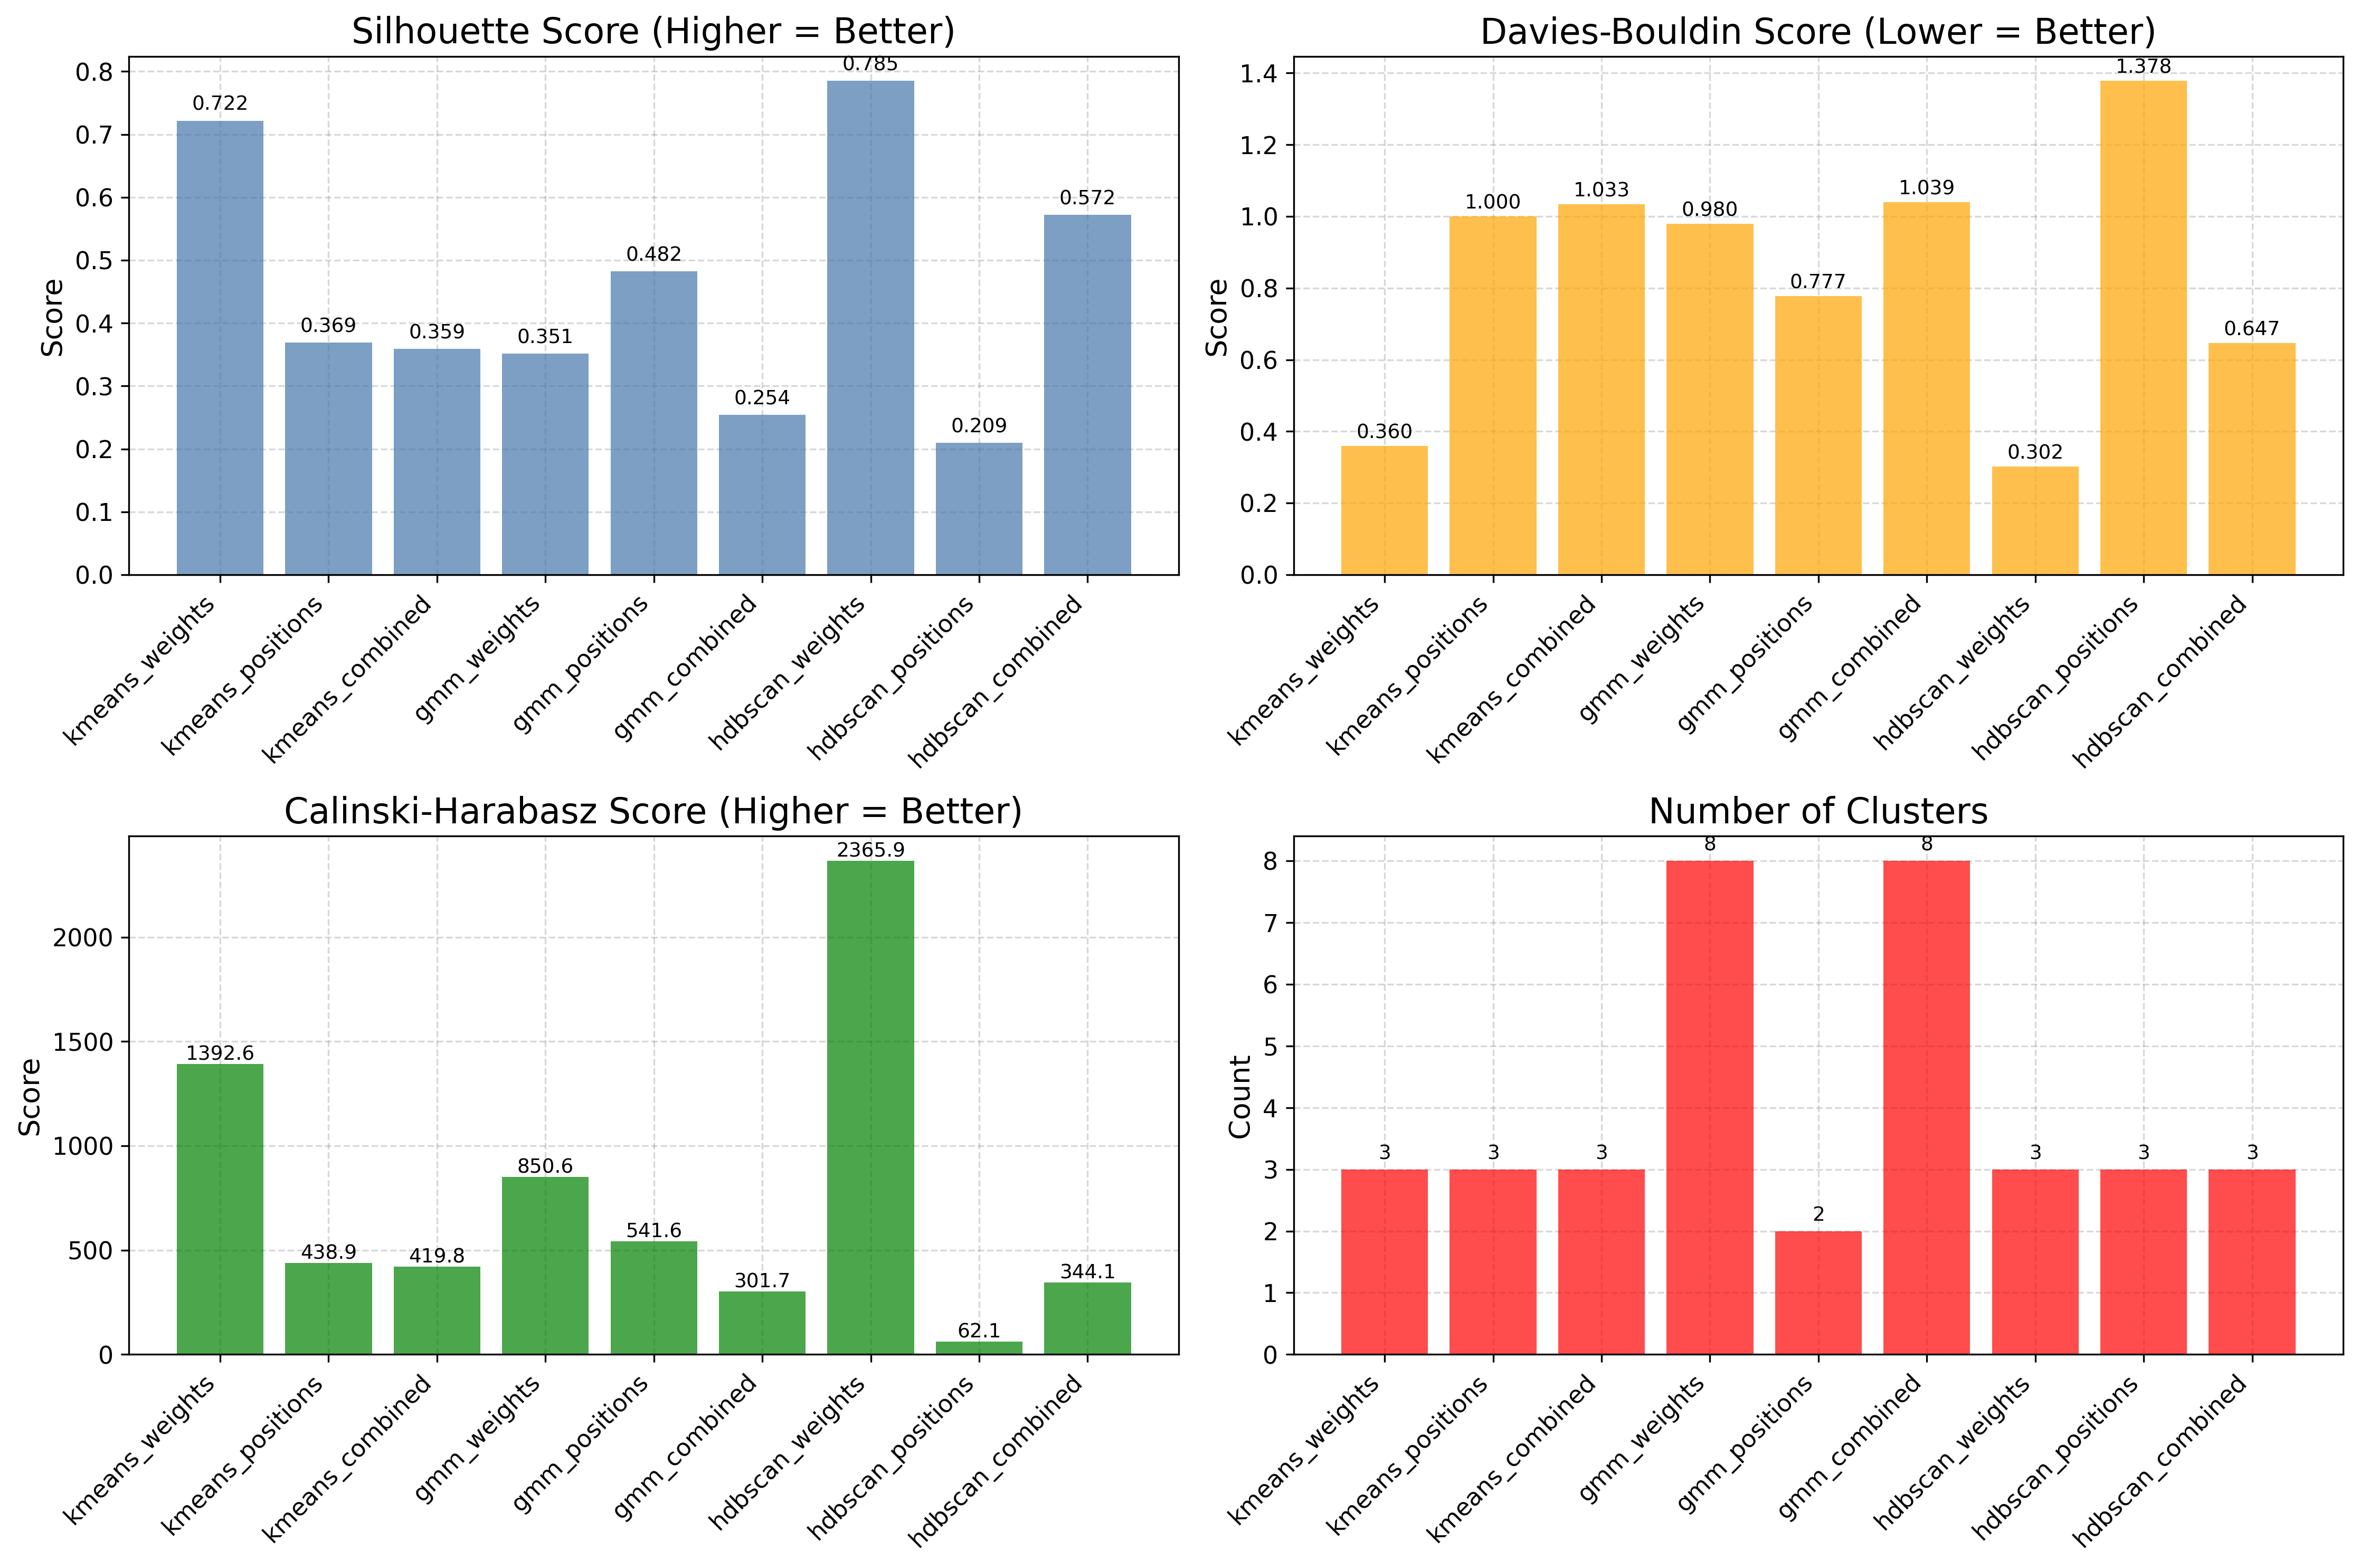 Silhouette Score (Higher = Better)
Score
0.8
0.7
0.6
0.5
0.4
0.3
0.2
0.1
0.0
0.722
0.369
0.359
0.351
0.482
0.254
0.785
0.209
0.572
kmeans_weights
kmeans_positions
kmeans_combined
gmm_weights
gmm_positions
gmm_combined
hdbscan_weights
hdbscan_positions
hdbscan_combined
Davies-Bouldin Score (Lower = Better)
Score
1.4
1.2
1.0
0.8
0.6
0.4
0.2
0.0
0.360
1.000
1.033
0.980
0.777
1.039
0.302
1.378
0.647
kmeans_weights
kmeans_positions
kmeans_combined
gmm_weights
gmm_positions
gmm_combined
hdbscan_weights
hdbscan_positions
hdbscan_combined
Calinski-Harabasz Score (Higher = Better)
Score
2000
1500
1000
500
0
1392.6
438.9
419.8
850.6
541.6
301.7
2365.9
62.1
344.1
kmeans_weights
kmeans_positions
kmeans_combined
gmm_weights
gmm_positions
gmm_combined
hdbscan_weights
hdbscan_positions
hdbscan_combined
Number of Clusters
Count
8
7
6
5
4
3
2
1
0
3
3
3
8
2
8
3
3
3
kmeans_weights
kmeans_positions
kmeans_combined
gmm_weights
gmm_positions
gmm_combined
hdbscan_weights
hdbscan_positions
hdbscan_combined